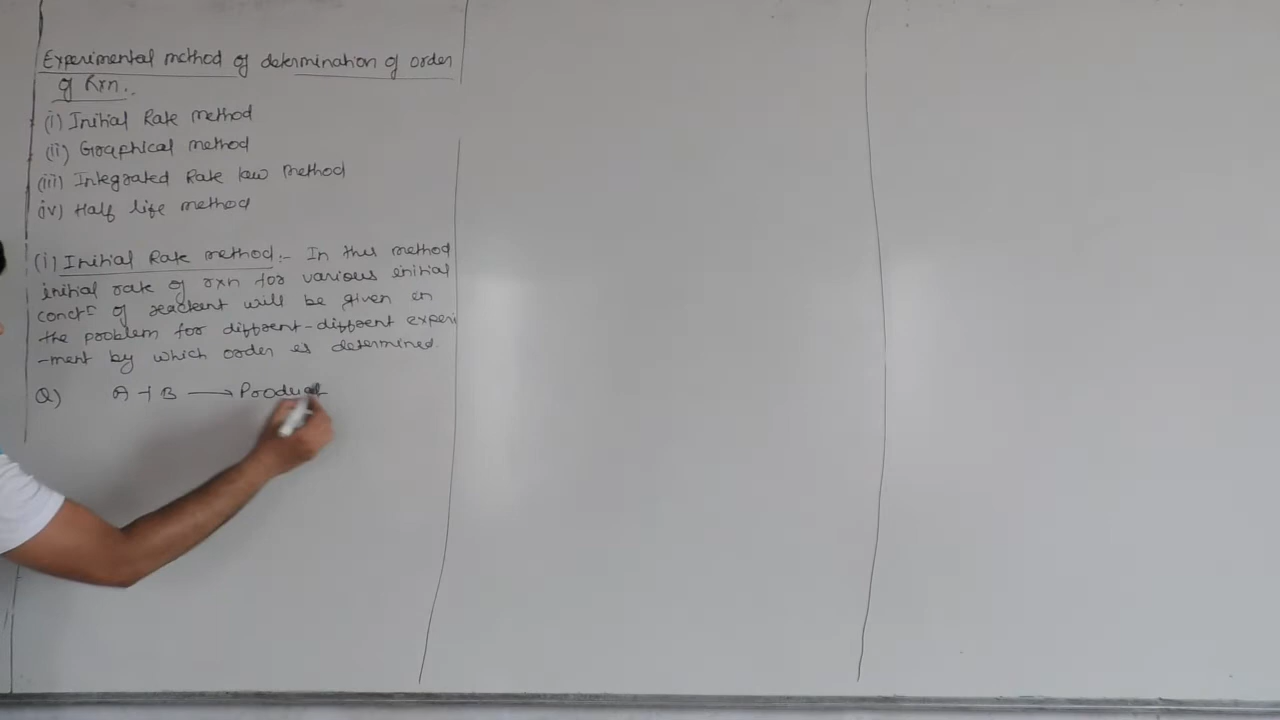 Experimental method of determination of order
of Rxn.
(i) Initial Rate method
(ii) Graphical method
(iii) Integrated Rate law method
(iv) Half life method
(i) Initial Rate method :- In this method
initial rate of rxn for various initial
concⁿ of reactant will be given in
the problem for diffrent-diffrent experi
-ment by which order is determined.
Q) A + B ⟶ Product